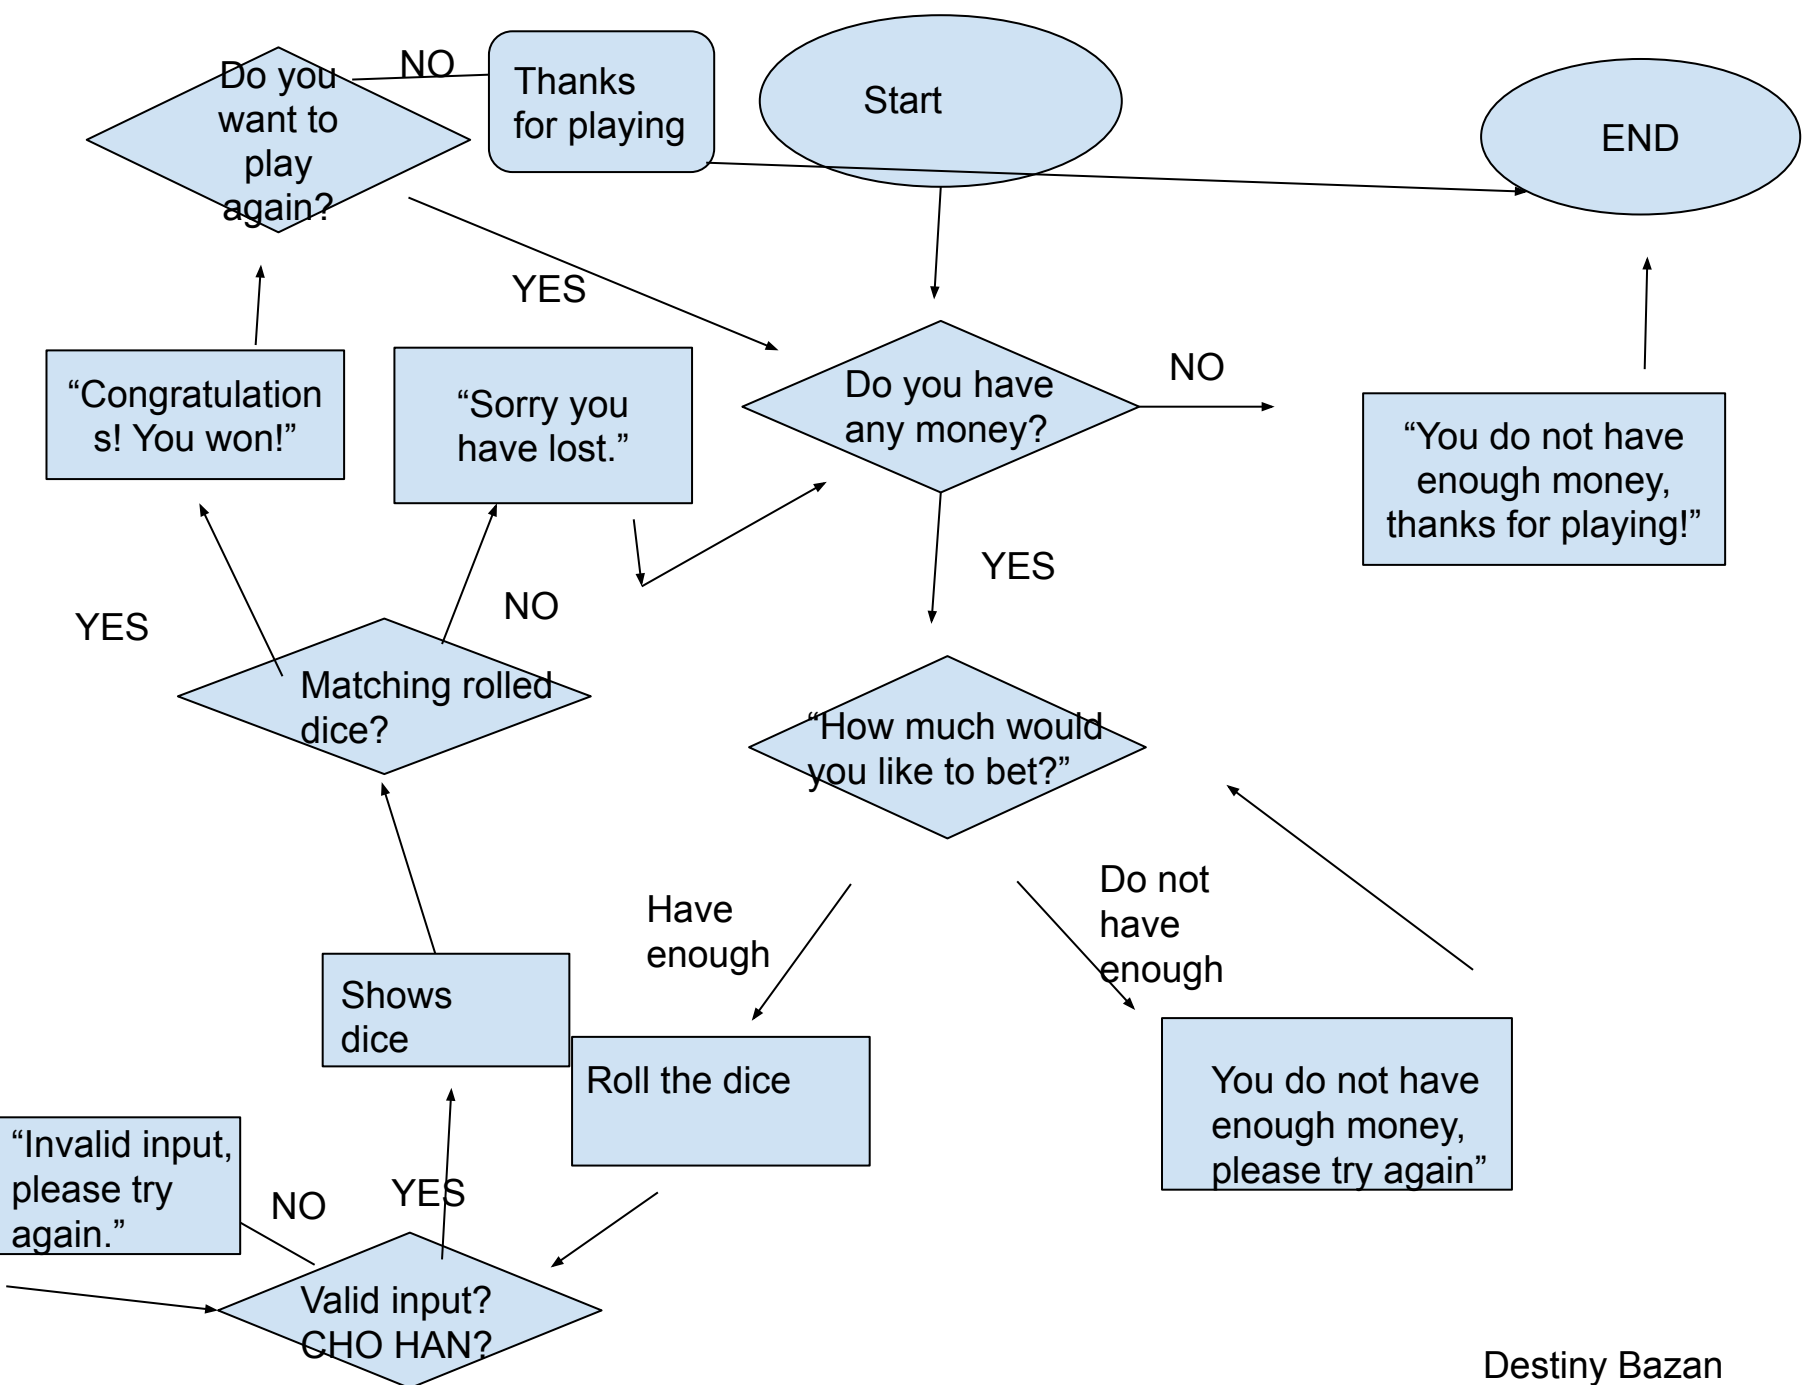 Do you
want to
play
again?
NO
Thanks
for playing
Start
END
YES
“Congratulation
s! You won!”
“Sorry you
have lost.”
Do you have
any money?
NO
“You do not have
enough money,
thanks for playing!”
YES
NO
YES
Matching rolled
dice?
“How much would
you like to bet?”
Have
enough
Do not
have
enough
Shows
dice
Roll the dice
You do not have
enough money,
please try again”
“Invalid input,
please try
again.”
NO
YES
Valid input?
CHO HAN?
Destiny Bazan